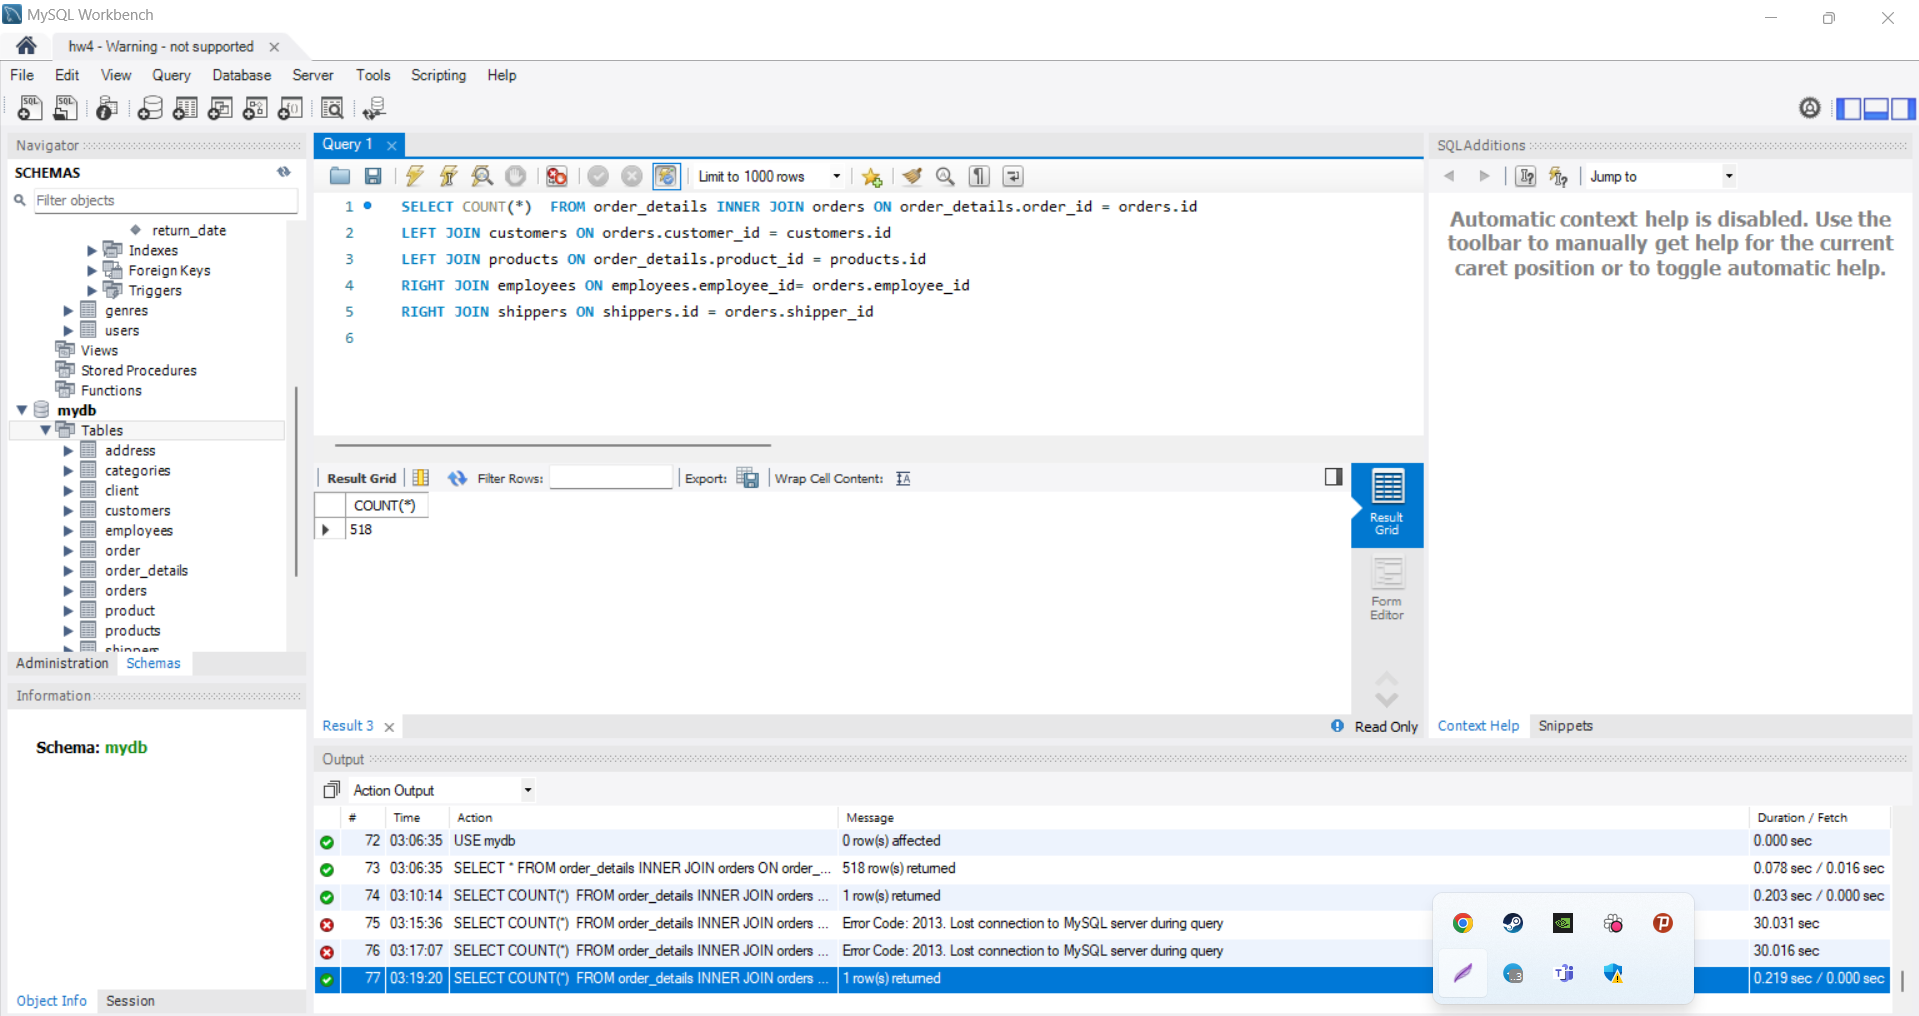 MySQL Workbench
hw4 - Warning - not supported
File Edit View Query Database Server Tools Scripting Help
Navigator
SCHEMAS
Filter objects
return_date
Indexes
Foreign Keys
Triggers
genres
users
Views
Stored Procedures
Functions
mydb
Tables
address
categories
client
customers
employees
order
order_details
orders
product
products
shippers
Administration Schemas
Information
Schema: mydb
Object Info Session
Query 1
Limit to 1000 rows
1 SELECT COUNT(*)  FROM order_details INNER JOIN orders ON order_details.order_id = orders.id
2 LEFT JOIN customers ON orders.customer_id = customers.id
3 LEFT JOIN products ON order_details.product_id = products.id
4 RIGHT JOIN employees ON employees.employee_id= orders.employee_id
5 RIGHT JOIN shippers ON shippers.id = orders.shipper_id
6
Result Grid Filter Rows: Export: Wrap Cell Content:
COUNT(*)
518
Result Grid
Form Editor
Result 3 Read Only
SQLAdditions
Jump to
Automatic context help is disabled. Use the
toolbar to manually get help for the current
caret position or to toggle automatic help.
Context Help Snippets
Output
Action Output
# Time Action Message Duration / Fetch
72 03:06:35 USE mydb 0 row(s) affected 0.000 sec
73 03:06:35 SELECT * FROM order_details INNER JOIN orders ON order_... 518 row(s) returned 0.078 sec / 0.016 sec
74 03:10:14 SELECT COUNT(*)  FROM order_details INNER JOIN orders ... 1 row(s) returned 0.203 sec / 0.000 sec
75 03:15:36 SELECT COUNT(*)  FROM order_details INNER JOIN orders ... Error Code: 2013. Lost connection to MySQL server during query 30.031 sec
76 03:17:07 SELECT COUNT(*)  FROM order_details INNER JOIN orders ... Error Code: 2013. Lost connection to MySQL server during query 30.016 sec
77 03:19:20 SELECT COUNT(*)  FROM order_details INNER JOIN orders ... 1 row(s) returned 0.219 sec / 0.000 sec